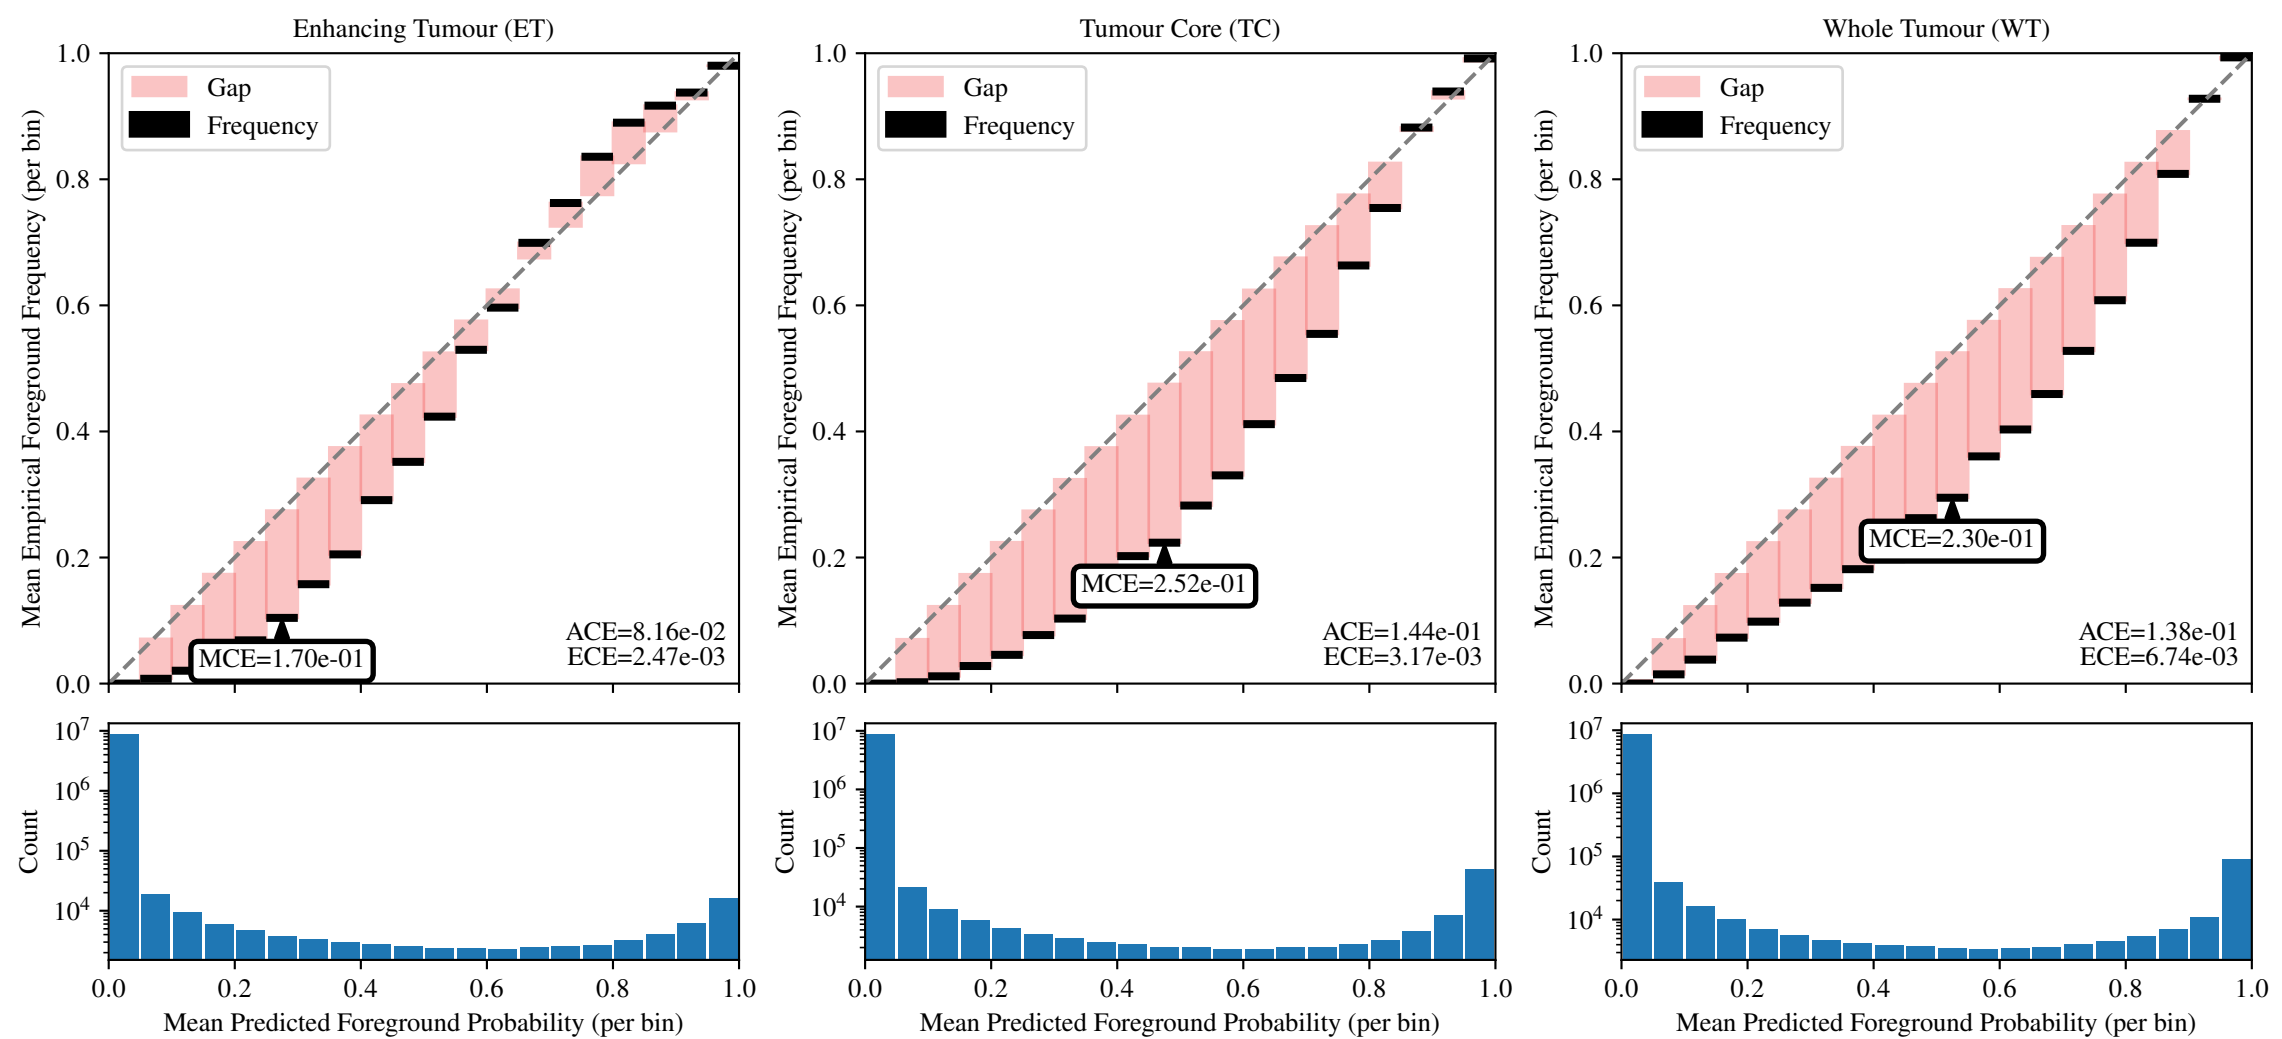 Enhancing Tumour (ET)
Mean Empirical Foreground Frequency (per bin)
1.0
0.8
0.6
0.4
0.2
0.0
Gap
Frequency
MCE=1.70e-01
ACE=8.16e-02
ECE=2.47e-03
Count
10^7
10^6
10^5
10^4
0.0 0.2 0.4 0.6 0.8 1.0
Mean Predicted Foreground Probability (per bin)
Tumour Core (TC)
Mean Empirical Foreground Frequency (per bin)
1.0
0.8
0.6
0.4
0.2
0.0
Gap
Frequency
MCE=2.52e-01
ACE=1.44e-01
ECE=3.17e-03
Count
10^7
10^6
10^5
10^4
0.0 0.2 0.4 0.6 0.8 1.0
Mean Predicted Foreground Probability (per bin)
Whole Tumour (WT)
Mean Empirical Foreground Frequency (per bin)
1.0
0.8
0.6
0.4
0.2
0.0
Gap
Frequency
MCE=2.30e-01
ACE=1.38e-01
ECE=6.74e-03
Count
10^7
10^6
10^5
10^4
0.0 0.2 0.4 0.6 0.8 1.0
Mean Predicted Foreground Probability (per bin)